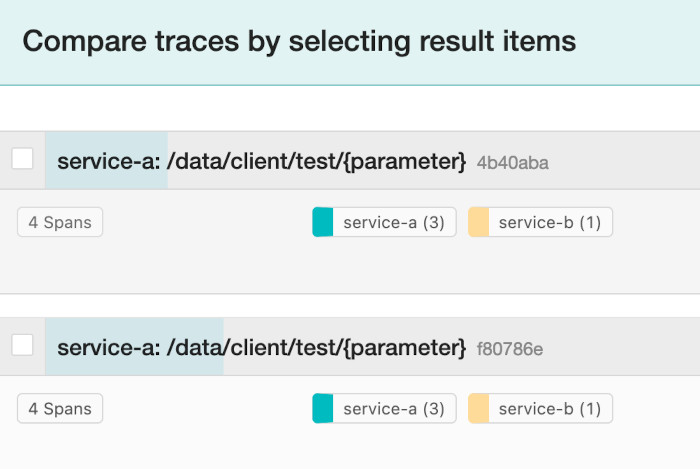 Compare traces by selecting result items
service-a: /data/client/test/{parameter} 4b40aba
4 Spans service-a (3) service-b (1)
service-a: /data/client/test/{parameter} f80786e
4 Spans service-a (3) service-b (1)